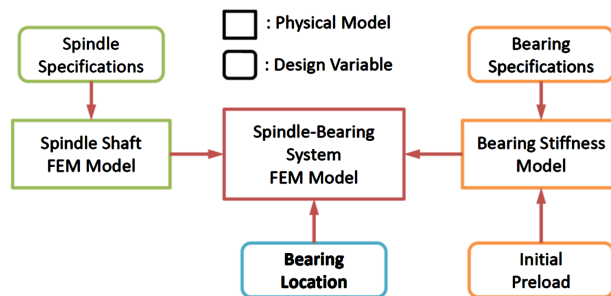 Spindle
Specifications
: Physical Model
: Design Variable
Bearing
Specifications
Spindle Shaft
FEM Model
Spindle-Bearing
System
FEM Model
Bearing Stiffness
Model
Bearing
Location
Initial
Preload